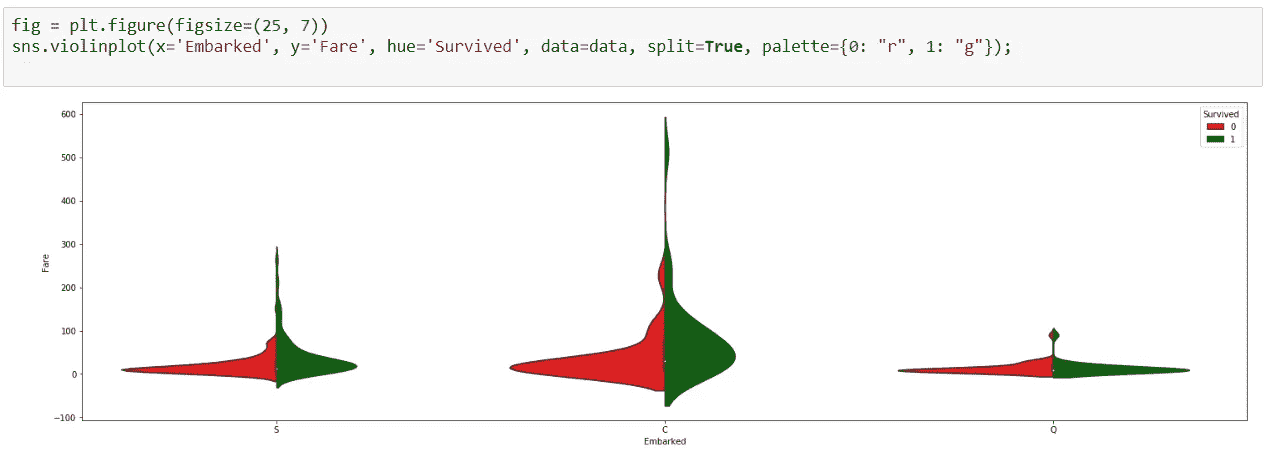 fig = plt.figure(figsize=(25, 7))
sns.violinplot(x='Embarked', y='Fare', hue='Survived', data=data, split=True, palette={0: "r", 1: "g"});
Survived
0
1
600
500
400
300
200
100
0
−100
Fare
S C Q
Embarked